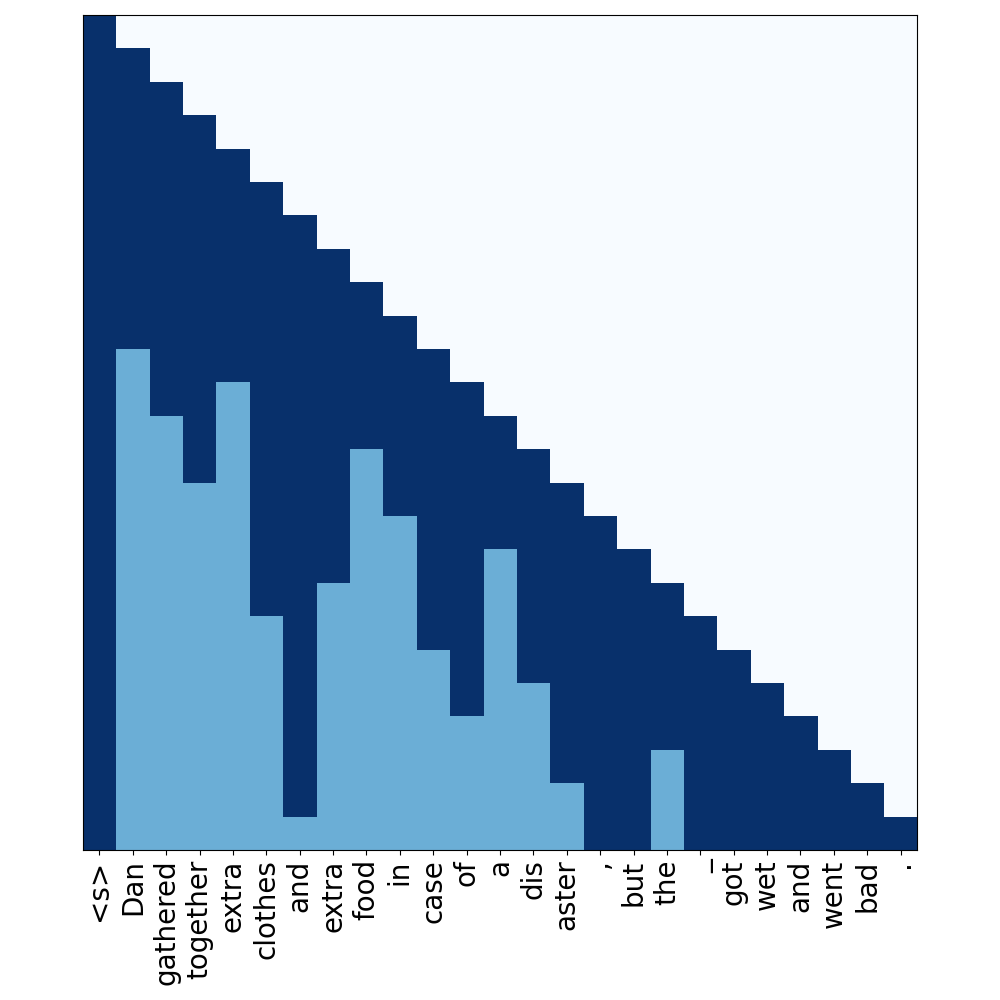 <s>
Dan
gathered
together
extra
clothes
and
extra
food
in
case
of
a
dis
aster
,
but
the
_
got
wet
and
went
bad
.